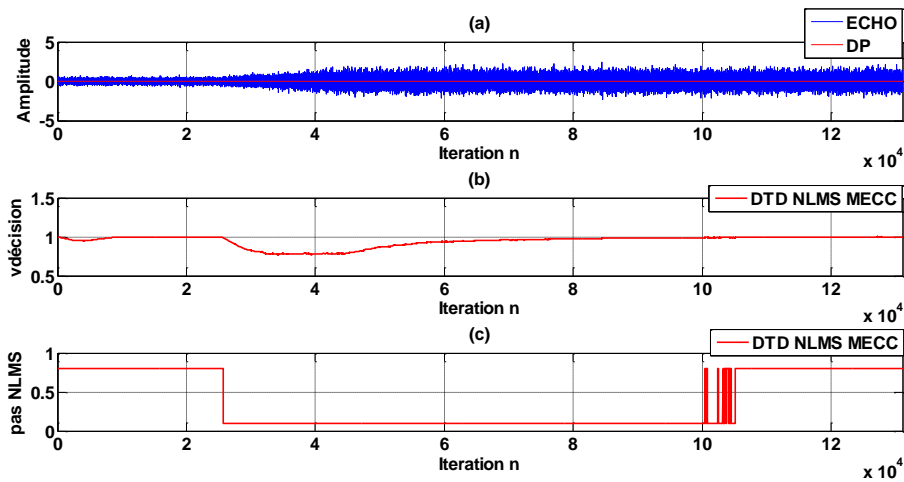 (a)
ECHO
DP
Amplitude
5
0
-5
0 2 4 6 8 10 12
Iteration n
x 10^4
(b)
DTD NLMS MECC
vdécision
1.5
1
0.5
0 2 4 6 8 10 12
Iteration n
x 10^4
(c)
DTD NLMS MECC
pas NLMS
1
0.5
0
0 2 4 6 8 10 12
Iteration n
x 10^4